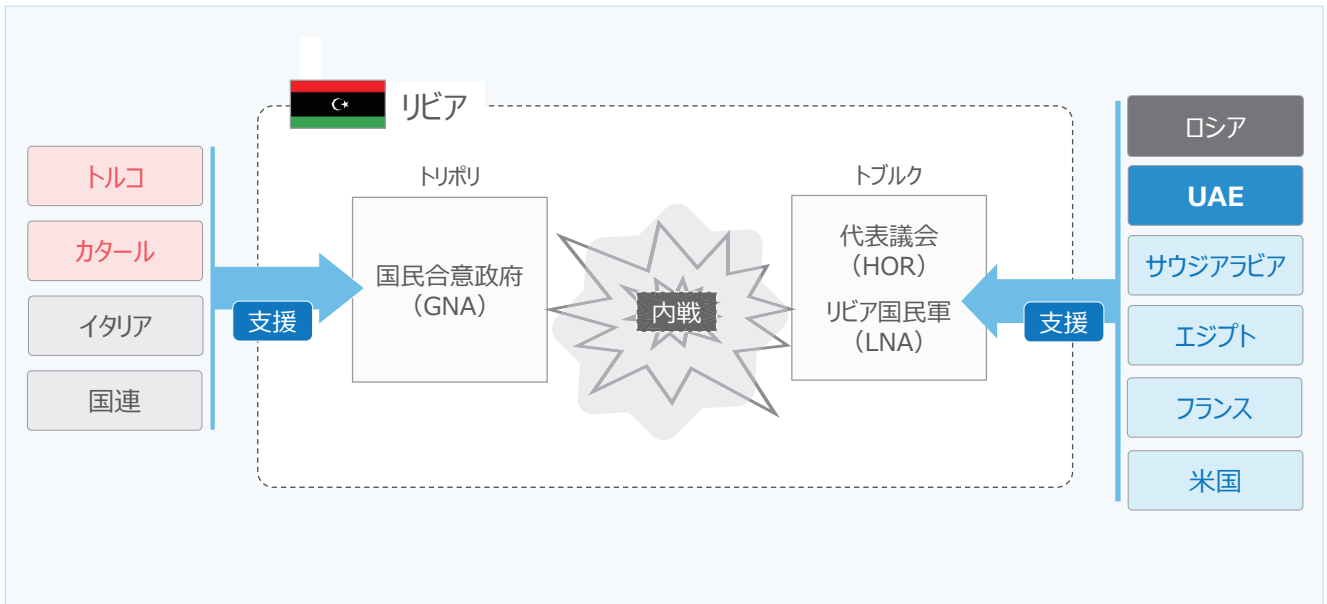 リビア
トルコ
カタール
イタリア
国連
支援
トリポリ
国民合意政府
（GNA）
内戦
トブルク
代表議会
（HOR）
リビア国民軍
（LNA）
支援
ロシア
UAE
サウジアラビア
エジプト
フランス
米国